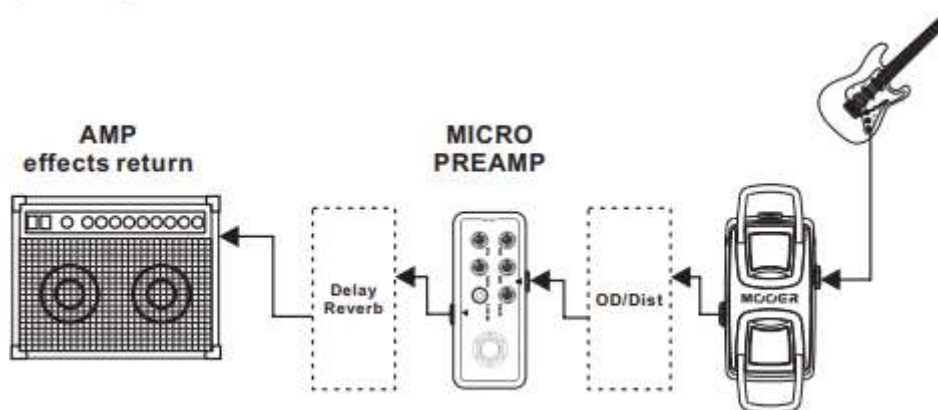 AMP
effects return
MICRO
PREAMP
Delay
Reverb
OD/Dist
MOOER